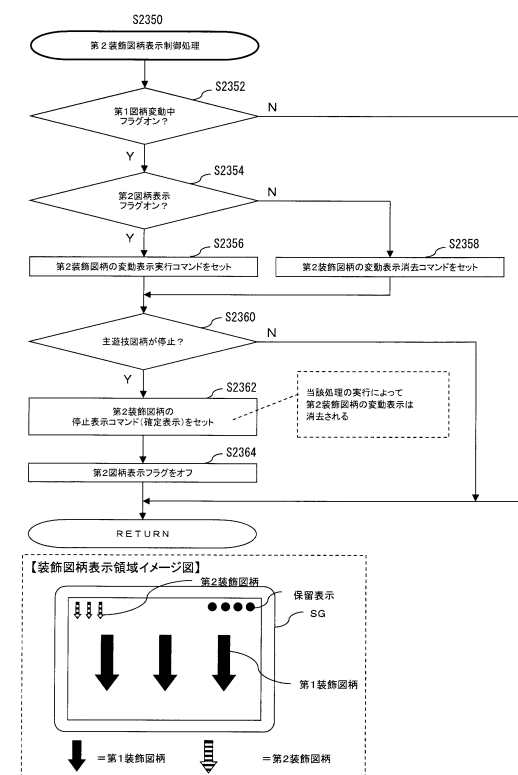 S2350
第2装飾図柄表示制御処理
S2352
第1図柄変動中
フラグオン？
N
Y
S2354
第2図柄表示
フラグオン？
N
Y
S2356
第2装飾図柄の変動表示実行コマンドをセット
S2358
第2装飾図柄の変動表示消去コマンドをセット
S2360
主遊技図柄が停止？
N
Y
S2362
第2装飾図柄の
停止表示コマンド（確定表示）をセット
当該処理の実行によって
第2装飾図柄の変動表示は
消去される
S2364
第2図柄表示フラグをオフ
RETURN
【装飾図柄表示領域イメージ図】
第2装飾図柄
保留表示
SG
第1装飾図柄
＝第1装飾図柄
＝第2装飾図柄